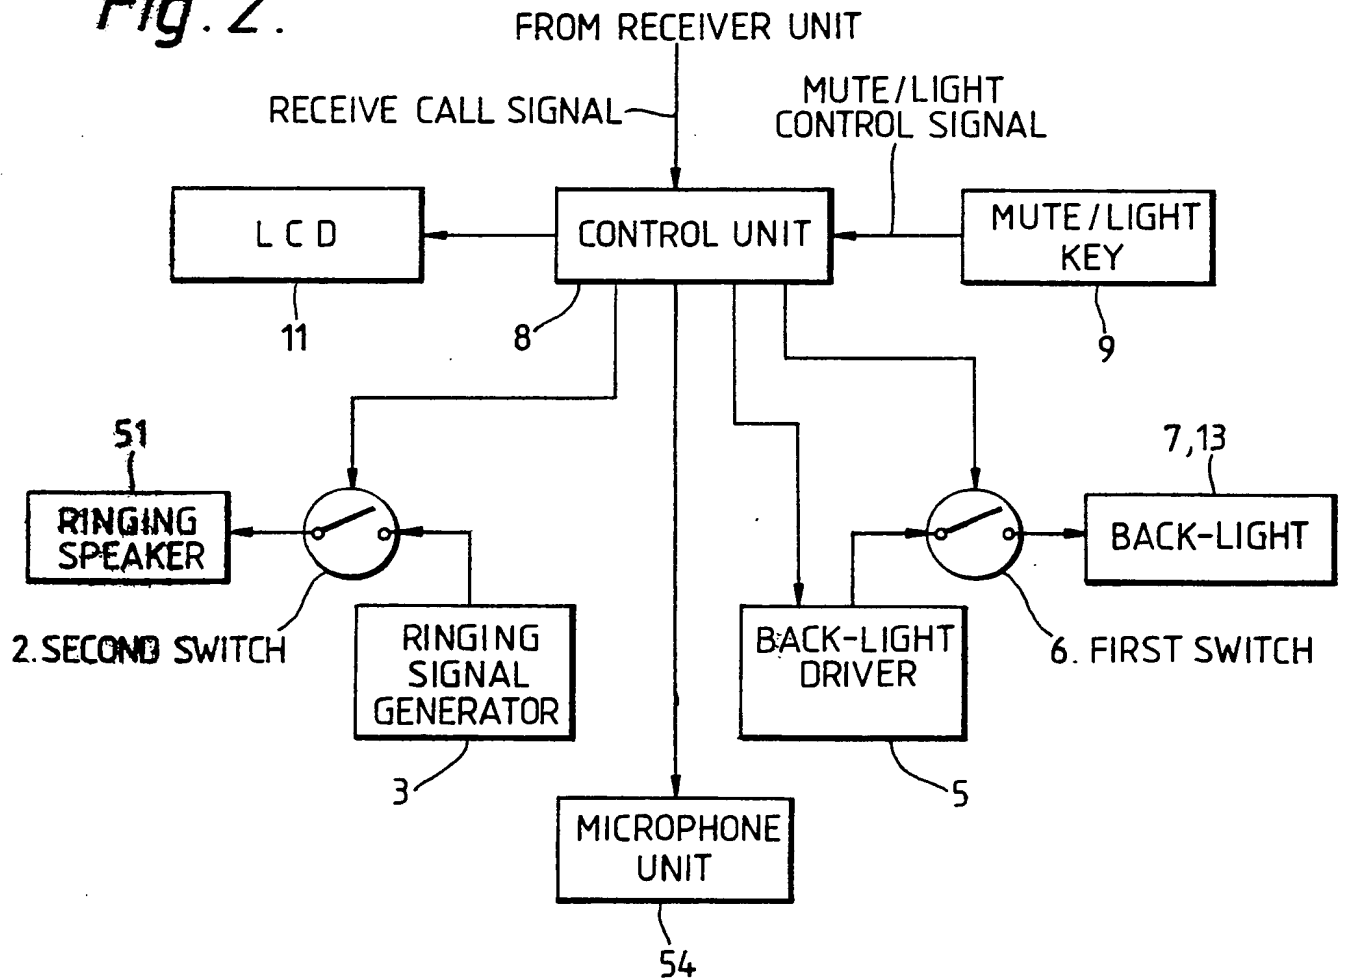 Fig. 2.
FROM RECEIVER UNIT
RECEIVE CALL SIGNAL
MUTE/LIGHT
CONTROL SIGNAL
LCD
CONTROL UNIT
MUTE/LIGHT
KEY
11
8
9
51
7,13
RINGING
SPEAKER
BACK-LIGHT
2. SECOND SWITCH
RINGING
SIGNAL
GENERATOR
BACK-LIGHT
DRIVER
6. FIRST SWITCH
3
5
MICROPHONE
UNIT
54